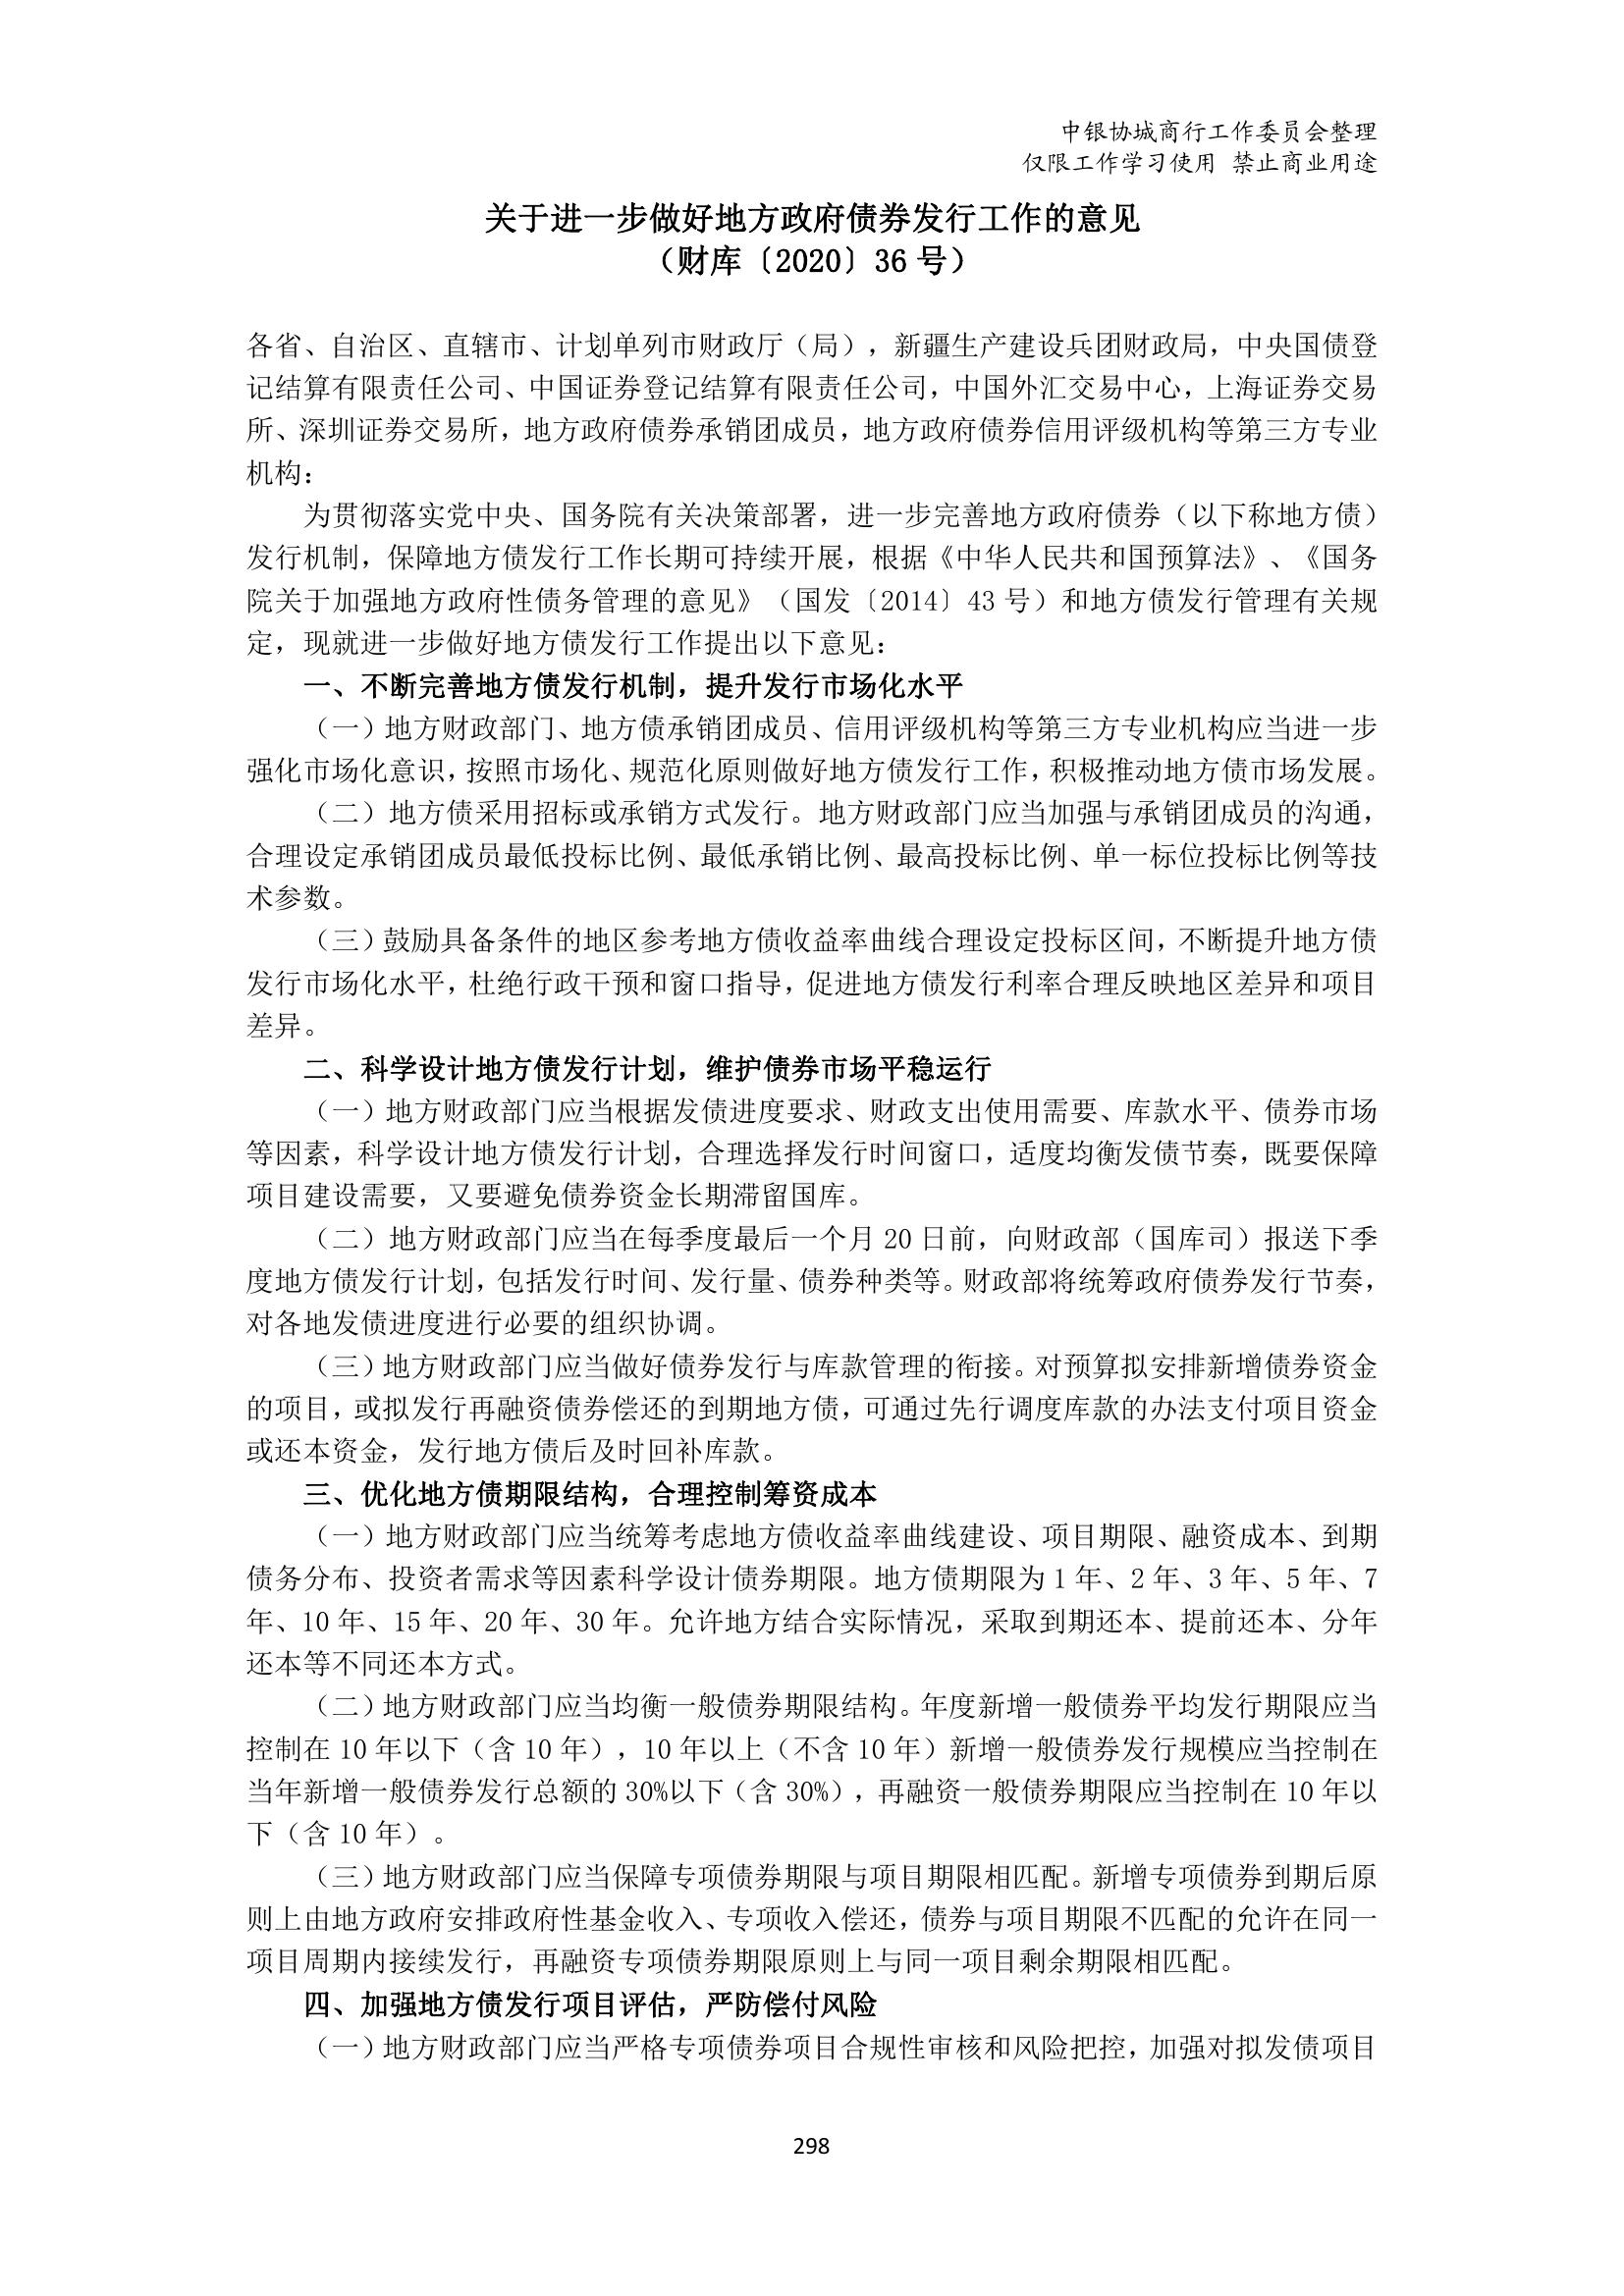 中银协城商行工作委员会整理
仅限工作学习使用 禁止商业用途
关于进一步做好地方政府债券发行工作的意见
（财库〔2020〕36 号）
各省、自治区、直辖市、计划单列市财政厅（局），新疆生产建设兵团财政局，中央国债登
记结算有限责任公司、中国证券登记结算有限责任公司，中国外汇交易中心，上海证券交易
所、深圳证券交易所，地方政府债券承销团成员，地方政府债券信用评级机构等第三方专业
机构：
为贯彻落实党中央、国务院有关决策部署，进一步完善地方政府债券（以下称地方债）
发行机制，保障地方债发行工作长期可持续开展，根据《中华人民共和国预算法》、《国务
院关于加强地方政府性债务管理的意见》（国发〔2014〕43 号）和地方债发行管理有关规
定，现就进一步做好地方债发行工作提出以下意见：
一、不断完善地方债发行机制，提升发行市场化水平
（一）地方财政部门、地方债承销团成员、信用评级机构等第三方专业机构应当进一步
强化市场化意识，按照市场化、规范化原则做好地方债发行工作，积极推动地方债市场发展。
（二）地方债采用招标或承销方式发行。地方财政部门应当加强与承销团成员的沟通，
合理设定承销团成员最低投标比例、最低承销比例、最高投标比例、单一标位投标比例等技
术参数。
（三）鼓励具备条件的地区参考地方债收益率曲线合理设定投标区间，不断提升地方债
发行市场化水平，杜绝行政干预和窗口指导，促进地方债发行利率合理反映地区差异和项目
差异。
二、科学设计地方债发行计划，维护债券市场平稳运行
（一）地方财政部门应当根据发债进度要求、财政支出使用需要、库款水平、债券市场
等因素，科学设计地方债发行计划，合理选择发行时间窗口，适度均衡发债节奏，既要保障
项目建设需要，又要避免债券资金长期滞留国库。
（二）地方财政部门应当在每季度最后一个月 20 日前，向财政部（国库司）报送下季
度地方债发行计划，包括发行时间、发行量、债券种类等。财政部将统筹政府债券发行节奏，
对各地发债进度进行必要的组织协调。
（三）地方财政部门应当做好债券发行与库款管理的衔接。对预算拟安排新增债券资金
的项目，或拟发行再融资债券偿还的到期地方债，可通过先行调度库款的办法支付项目资金
或还本资金，发行地方债后及时回补库款。
三、优化地方债期限结构，合理控制筹资成本
（一）地方财政部门应当统筹考虑地方债收益率曲线建设、项目期限、融资成本、到期
债务分布、投资者需求等因素科学设计债券期限。地方债期限为 1 年、2 年、3 年、5 年、7
年、10 年、15 年、20 年、30 年。允许地方结合实际情况，采取到期还本、提前还本、分年
还本等不同还本方式。
（二）地方财政部门应当均衡一般债券期限结构。年度新增一般债券平均发行期限应当
控制在 10 年以下（含 10 年），10 年以上（不含 10 年）新增一般债券发行规模应当控制在
当年新增一般债券发行总额的 30%以下（含 30%），再融资一般债券期限应当控制在 10 年以
下（含 10 年）。
（三）地方财政部门应当保障专项债券期限与项目期限相匹配。新增专项债券到期后原
则上由地方政府安排政府性基金收入、专项收入偿还，债券与项目期限不匹配的允许在同一
项目周期内接续发行，再融资专项债券期限原则上与同一项目剩余期限相匹配。
四、加强地方债发行项目评估，严防偿付风险
（一）地方财政部门应当严格专项债券项目合规性审核和风险把控，加强对拟发债项目
298